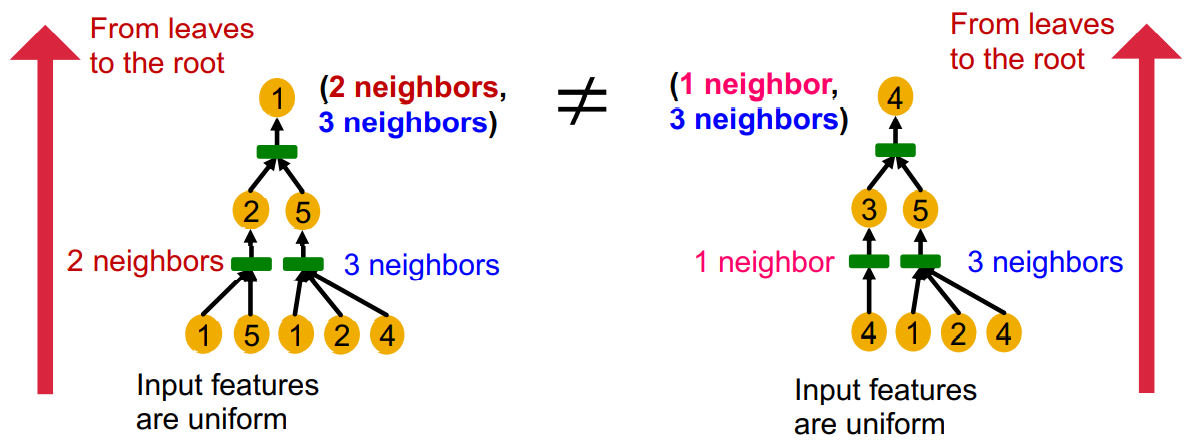 From leaves
to the root
1
(2 neighbors,
3 neighbors)
2 5
2 neighbors
3 neighbors
1 5 1 2 4
Input features
are uniform
≠
From leaves
to the root
(1 neighbor,
3 neighbors)
4
3 5
1 neighbor
3 neighbors
4 1 2 4
Input features
are uniform